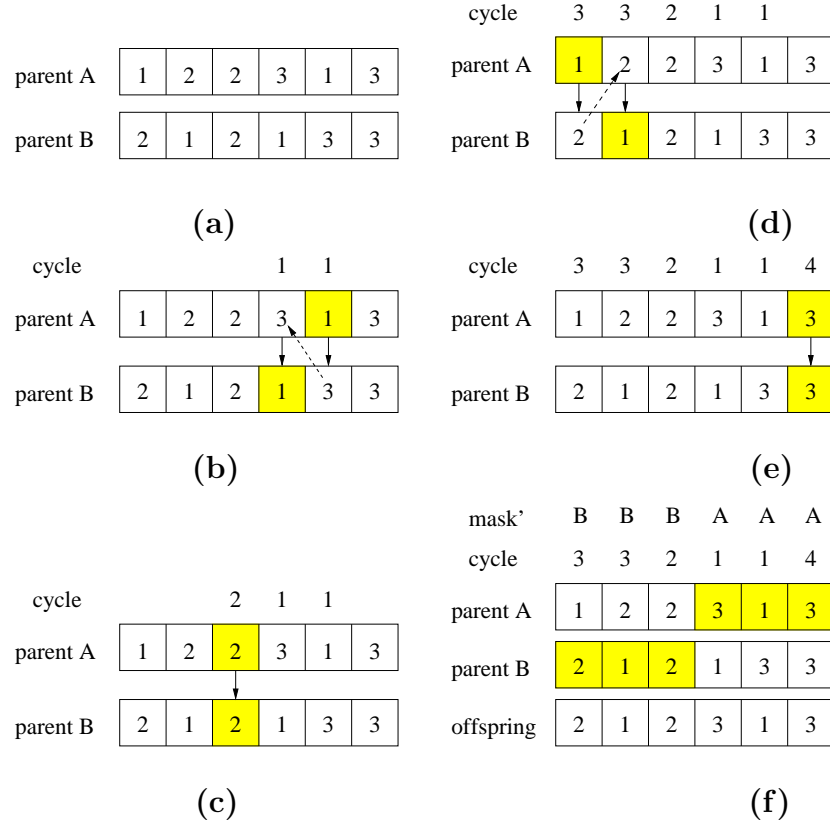 parent A 1 2 2 3 1 3
parent B 2 1 2 1 3 3
(a)
cycle 1 1
parent A 1 2 2 3 1 3
parent B 2 1 2 1 3 3
(b)
cycle 2 1 1
parent A 1 2 2 3 1 3
parent B 2 1 2 1 3 3
(c)
cycle 3 3 2 1 1
parent A 1 2 2 3 1 3
parent B 2 1 2 1 3 3
(d)
cycle 3 3 2 1 1 4
parent A 1 2 2 3 1 3
parent B 2 1 2 1 3 3
(e)
mask' B B B A A A
cycle 3 3 2 1 1 4
parent A 1 2 2 3 1 3
parent B 2 1 2 1 3 3
offspring 2 1 2 3 1 3
(f)